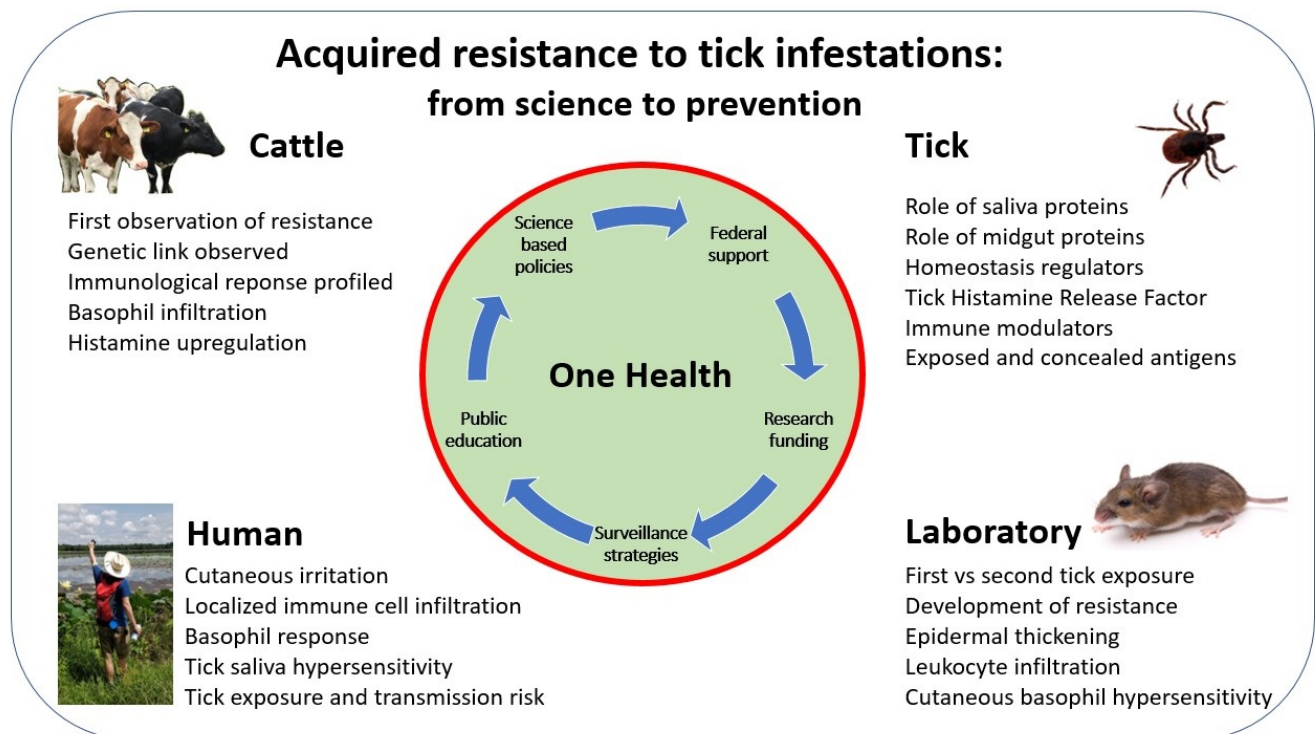 Acquired resistance to tick infestations:
from science to prevention
Cattle
First observation of resistance
Genetic link observed
Immunological reponse profiled
Basophil infiltration
Histamine upregulation
Tick
Role of saliva proteins
Role of midgut proteins
Homeostasis regulators
Tick Histamine Release Factor
Immune modulators
Exposed and concealed antigens
Science
based
policies
Federal
support
One Health
Public
education
Research
funding
Surveillance
strategies
Human
Cutaneous irritation
Localized immune cell infiltration
Basophil response
Tick saliva hypersensitivity
Tick exposure and transmission risk
Laboratory
First vs second tick exposure
Development of resistance
Epidermal thickening
Leukocyte infiltration
Cutaneous basophil hypersensitivity